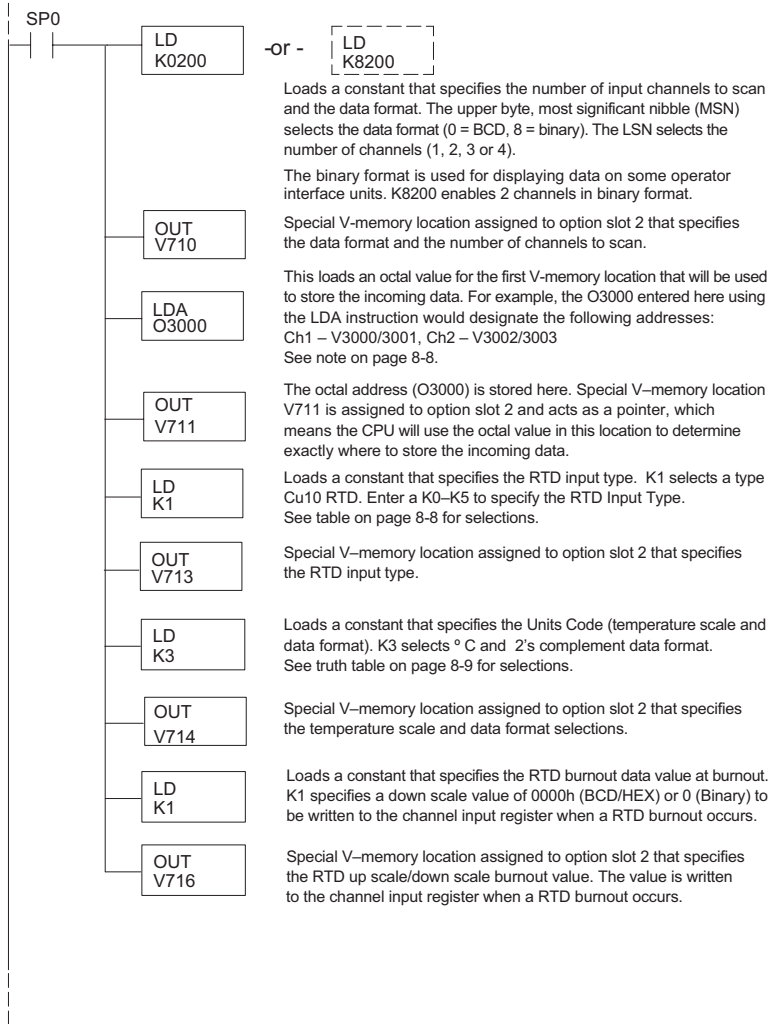 SP0
LD
K0200
-or -
LD
K8200
Loads a constant that specifies the number of input channels to scan
and the data format. The upper byte, most significant nibble (MSN)
selects the data format (0 = BCD, 8 = binary). The LSN selects the
number of channels (1, 2, 3 or 4).
The binary format is used for displaying data on some operator
interface units. K8200 enables 2 channels in binary format.
OUT
V710
Special V-memory location assigned to option slot 2 that specifies
the data format and the number of channels to scan.
LDA
O3000
This loads an octal value for the first V-memory location that will be used
to store the incoming data. For example, the O3000 entered here using
the LDA instruction would designate the following addresses:
Ch1 – V3000/3001, Ch2 – V3002/3003
See note on page 8-8.
OUT
V711
The octal address (O3000) is stored here. Special V–memory location
V711 is assigned to option slot 2 and acts as a pointer, which
means the CPU will use the octal value in this location to determine
exactly where to store the incoming data.
LD
K1
Loads a constant that specifies the RTD input type. K1 selects a type
Cu10 RTD. Enter a K0–K5 to specify the RTD Input Type.
See table on page 8-8 for selections.
OUT
V713
Special V–memory location assigned to option slot 2 that specifies
the RTD input type.
LD
K3
Loads a constant that specifies the Units Code (temperature scale and
data format). K3 selects º C and 2's complement data format.
See truth table on page 8-9 for selections.
OUT
V714
Special V–memory location assigned to option slot 2 that specifies
the temperature scale and data format selections.
LD
K1
Loads a constant that specifies the RTD burnout data value at burnout.
K1 specifies a down scale value of 0000h (BCD/HEX) or 0 (Binary) to
be written to the channel input register when a RTD burnout occurs.
OUT
V716
Special V–memory location assigned to option slot 2 that specifies
the RTD up scale/down scale burnout value. The value is written
to the channel input register when a RTD burnout occurs.